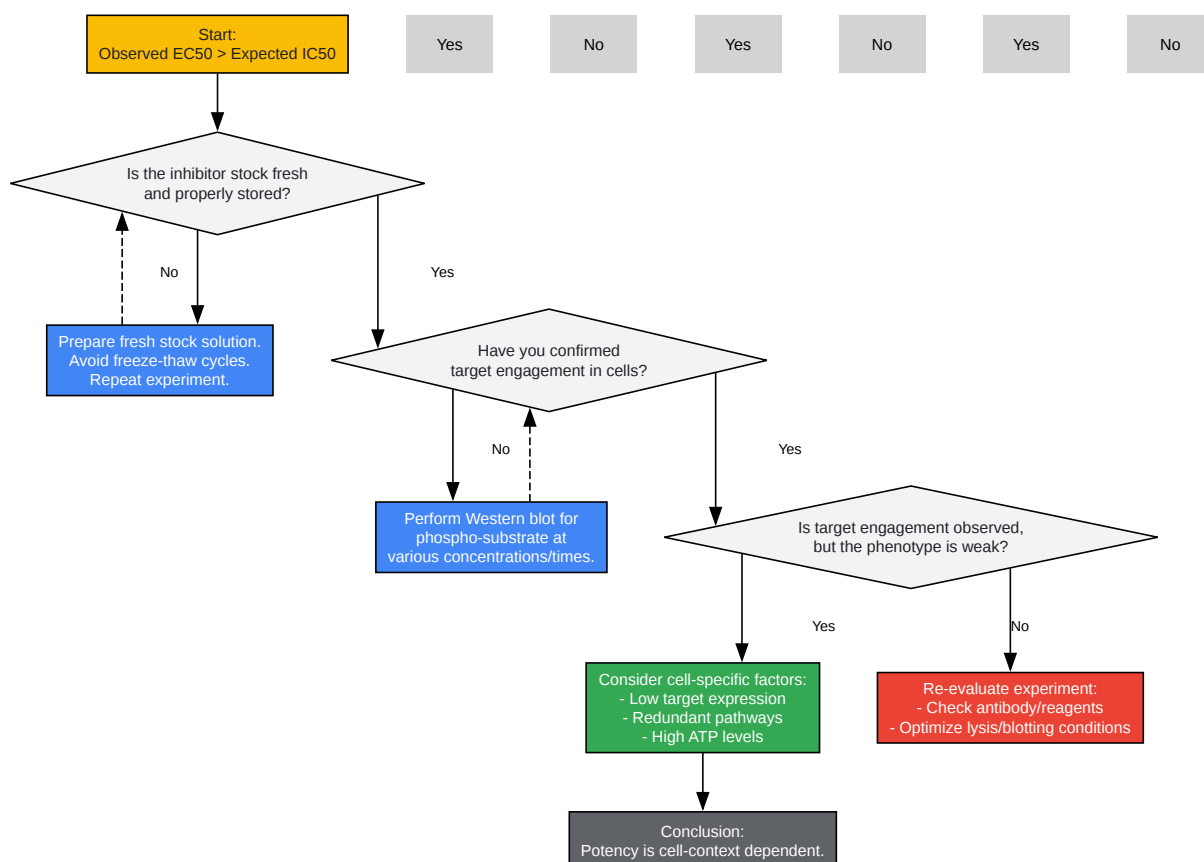 Start:
Observed EC50 > Expected IC50
Yes
No
Yes
No
Yes
No
Is the inhibitor stock fresh
and properly stored?
No
Yes
Prepare fresh stock solution.
Avoid freeze-thaw cycles.
Repeat experiment.
Have you confirmed
target engagement in cells?
No
Yes
Perform Western blot for
phospho-substrate at
various concentrations/times.
Is target engagement observed,
but the phenotype is weak?
Yes
No
Consider cell-specific factors:
- Low target expression
- Redundant pathways
- High ATP levels
Re-evaluate experiment:
- Check antibody/reagents
- Optimize lysis/blotting conditions
Conclusion:
Potency is cell-context dependent.